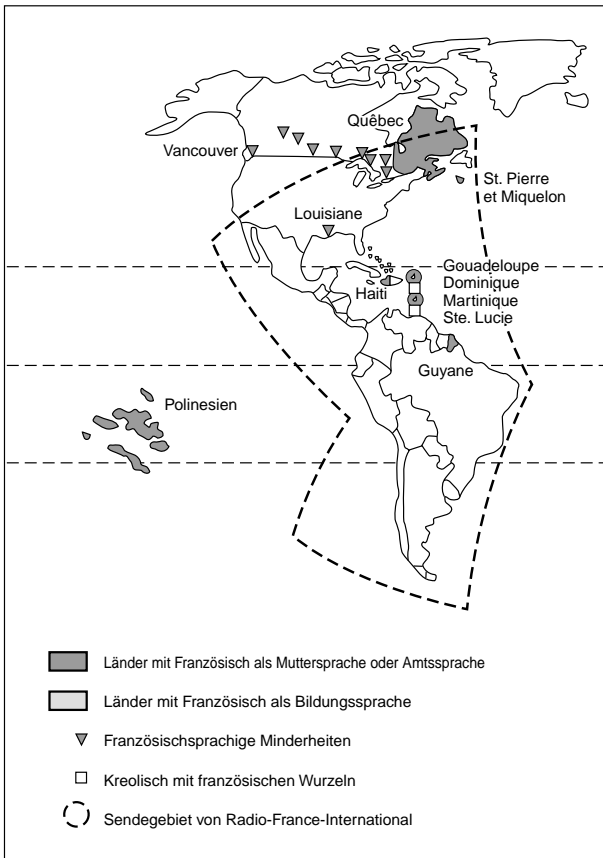 Québec
Vancouver
St. Pierre
et Miquelon
Louisiane
Gouadeloupe
Dominique
Haiti
Martinique
Ste. Lucie
Guyane
Polinesien
Länder mit Französisch als Muttersprache oder Amtssprache
Länder mit Französisch als Bildungssprache
Französischsprachige Minderheiten
Kreolisch mit französischen Wurzeln
Sendegebiet von Radio-France-International